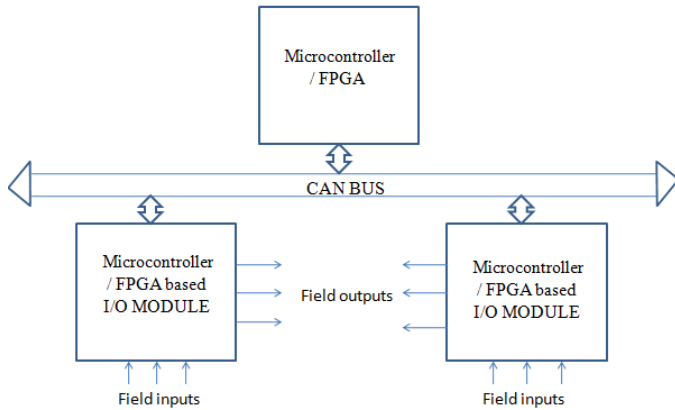 Microcontroller
/ FPGA
CAN BUS
Microcontroller
/ FPGA based
I/O MODULE
Field outputs
Microcontroller
/ FPGA based
I/O MODULE
Field inputs
Field inputs